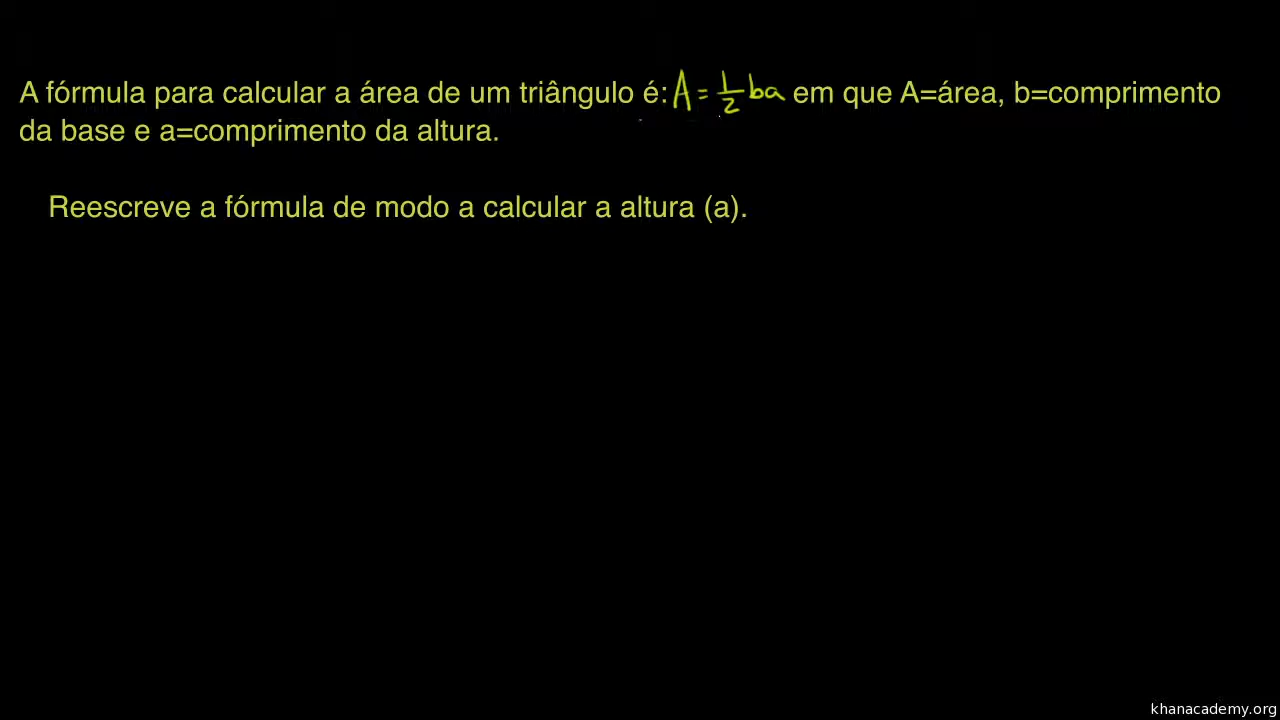 A fórmula para calcular a área de um triângulo é: A = 1/2 ba em que A=área, b=comprimento
da base e a=comprimento da altura.
Reescreve a fórmula de modo a calcular a altura (a).
khanacademy.org